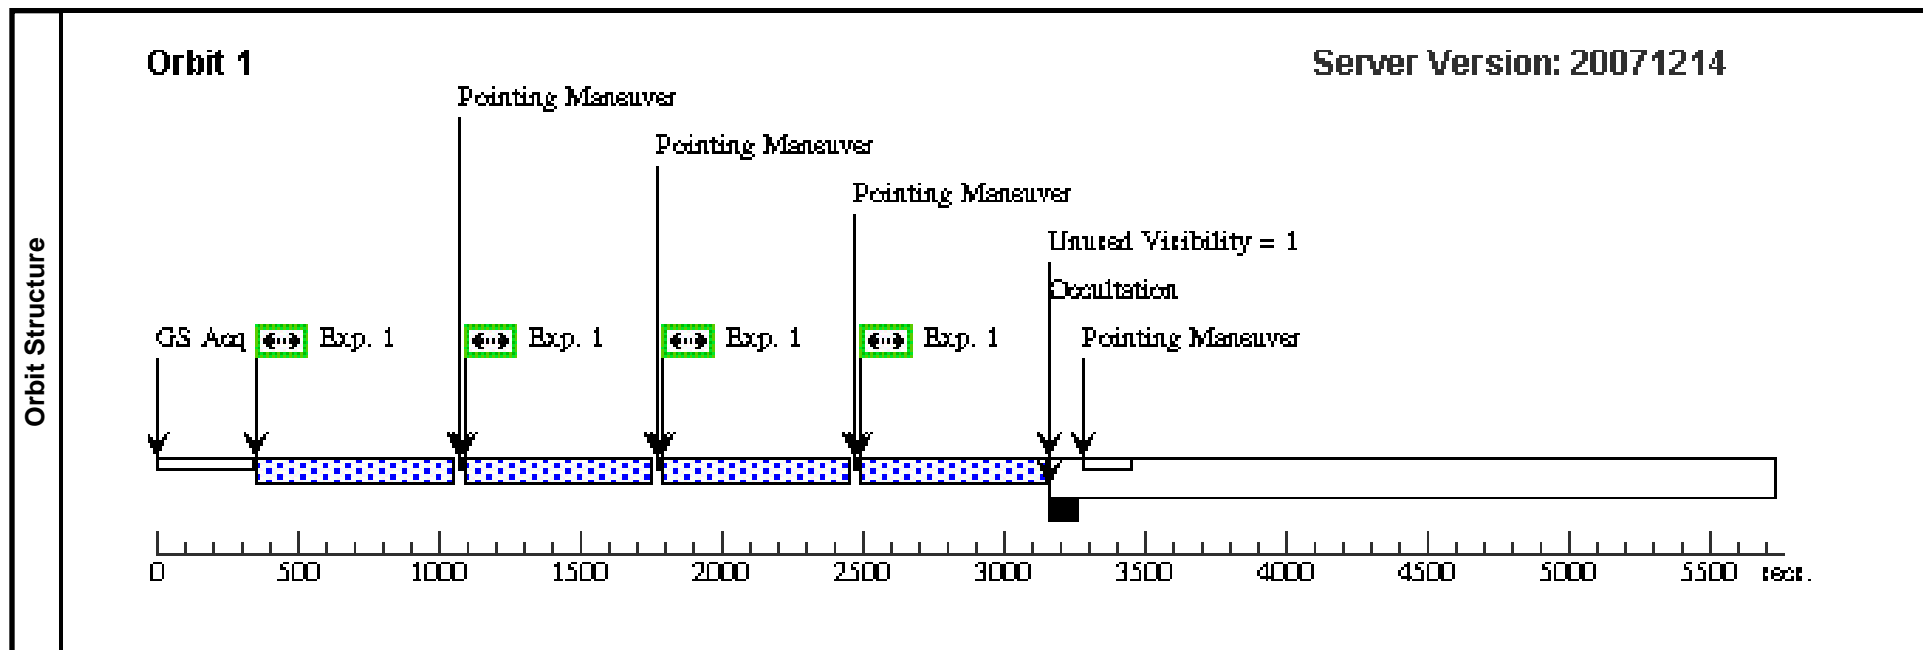 Orbit 1
Server Version: 20071214
Pointing Maneuver
Pointing Maneuver
Pointing Maneuver
Unused Visibility = 1
Occultation
GS Acq Exp. 1 Exp. 1 Exp. 1 Exp. 1 Pointing Maneuver
Orbit Structure
0 500 1000 1500 2000 2500 3000 3500 4000 4500 5000 5500 secs.